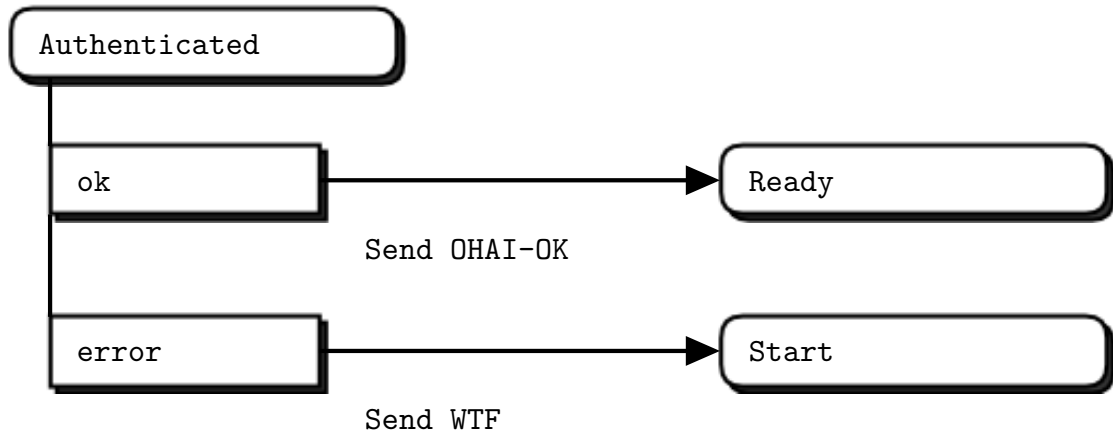 Authenticated
ok
Ready
Send OHAI-OK
error
Start
Send WTF